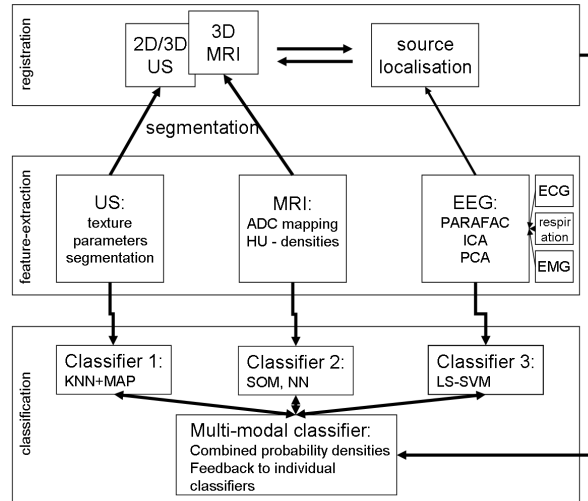 registration
2D/3D
US
3D
MRI
source
localisation
segmentation
feature-extraction
US:
texture
parameters
segmentation
MRI:
ADC mapping
HU - densities
EEG:
PARAFAC
ICA
PCA
ECG
respir
ation
EMG
classification
Classifier 1:
KNN+MAP
Classifier 2:
SOM, NN
Classifier 3:
LS-SVM
Multi-modal classifier:
Combined probability densities
Feedback to individual
classifiers